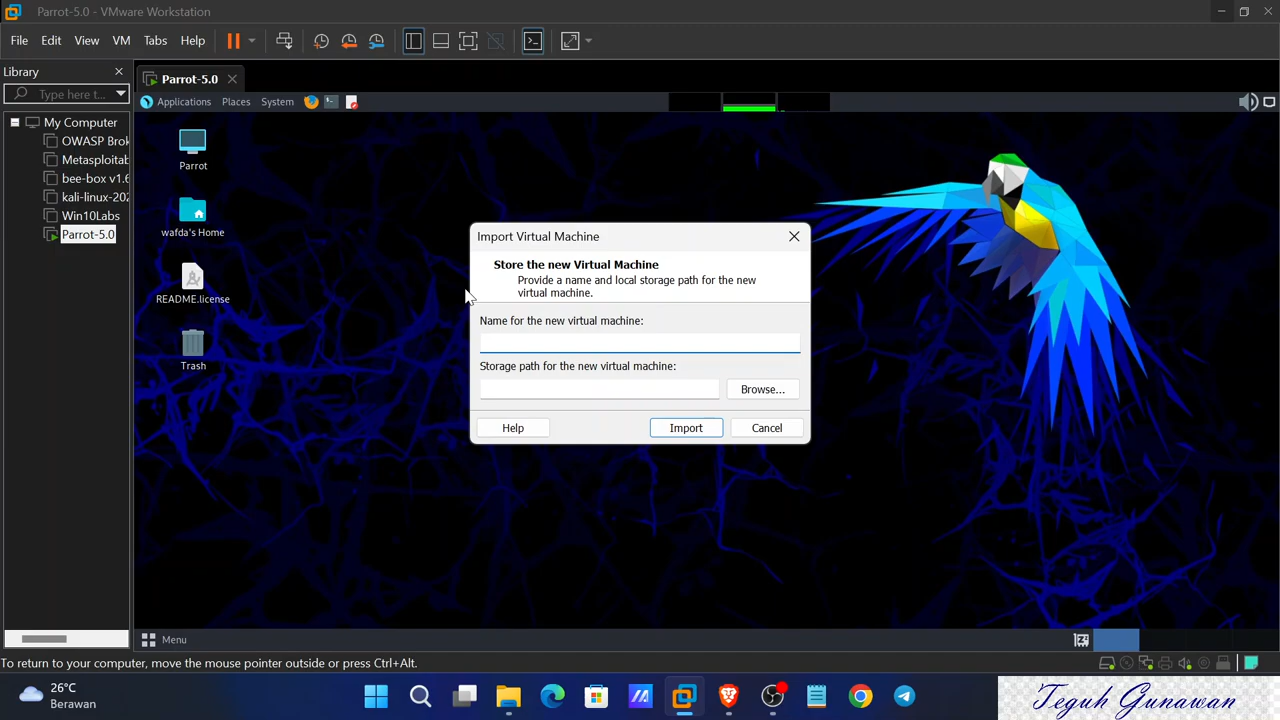 Parrot-5.0 - VMware Workstation
File Edit View VM Tabs Help
Library
Type here t...
My Computer
OWASP Brok
Metasploitab
bee-box v1.6
kali-linux-202
Win10Labs
Parrot-5.0
Parrot-5.0
Applications Places System
Parrot
wafda's Home
README.license
Trash
Import Virtual Machine
Store the new Virtual Machine
Provide a name and local storage path for the new
virtual machine.
Name for the new virtual machine:
Storage path for the new virtual machine:
Browse...
Help Import Cancel
Menu
To return to your computer, move the mouse pointer outside or press Ctrl+Alt.
26°C
Berawan
Teguh Gunawan